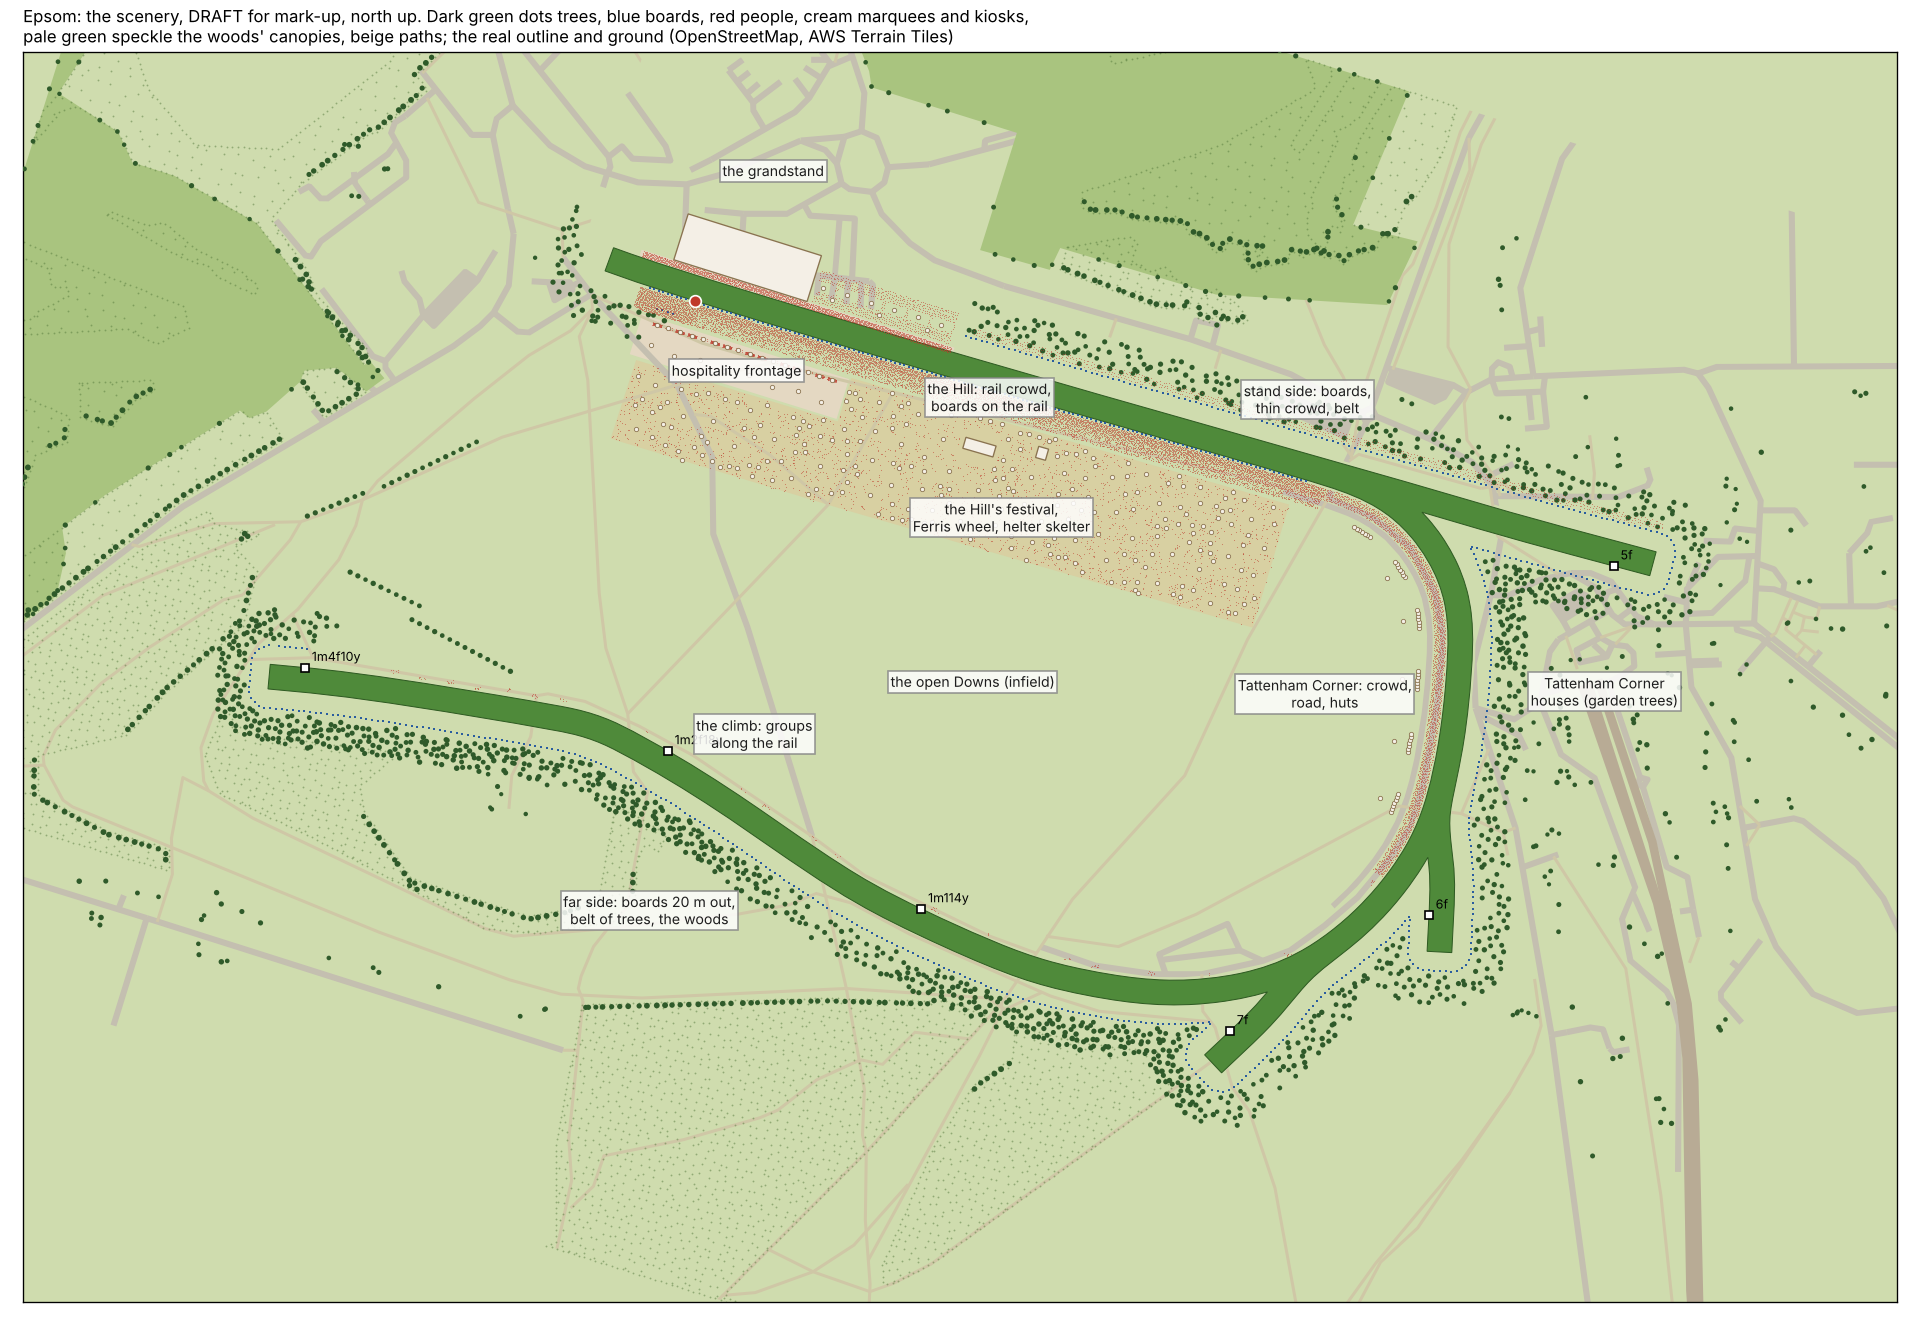 Epsom: the scenery, DRAFT for mark-up, north up. Dark green dots trees, blue boards, red people, cream marquees and kiosks,
pale green speckle the woods' canopies, beige paths; the real outline and ground (OpenStreetMap, AWS Terrain Tiles)
the grandstand
hospitality frontage
the Hill: rail crowd,
boards on the rail
stand side: boards,
thin crowd, belt
the Hill's festival,
Ferris wheel, helter skelter
5f
1m4f10y
the open Downs (infield)
Tattenham Corner: crowd,
road, huts
Tattenham Corner
houses (garden trees)
the climb: groups
along the rail
1m114y
6f
far side: boards 20 m out,
belt of trees, the woods
7f